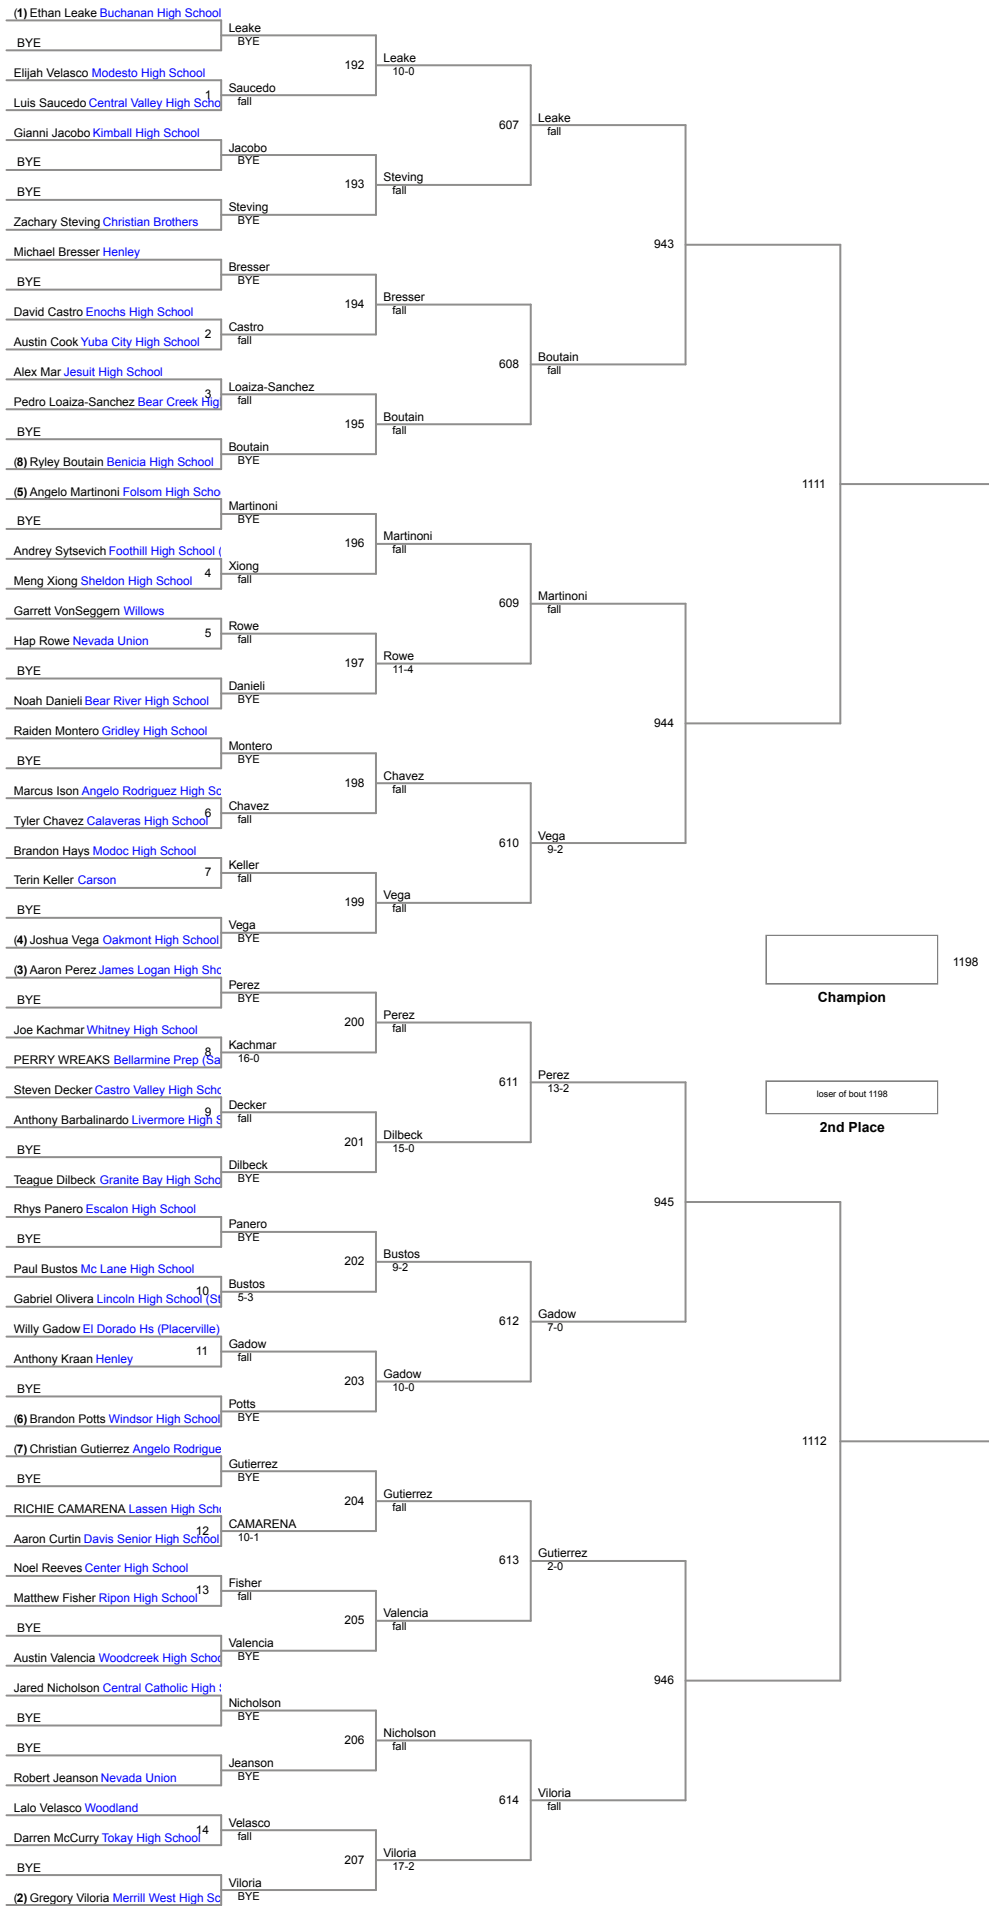 (1) Ethan Leake Buchanan High School
Leake
BYE
BYE
192
Leake
10-0
Elijah Velasco Modesto High School
1
Saucedo
fall
Luis Saucedo Central Valley High Scho
607
Leake
fall
Gianni Jacobo Kimball High School
Jacobo
BYE
BYE
193
Steving
fall
BYE
Steving
BYE
Zachary Steving Christian Brothers
943
Michael Bresser Henley
Bresser
BYE
BYE
194
Bresser
fall
David Castro Enochs High School
2
Castro
fall
Austin Cook Yuba City High School
608
Boutain
fall
Alex Mar Jesuit High School
3
Loaiza-Sanchez
fall
Pedro Loaiza-Sanchez Bear Creek Hig
195
Boutain
fall
BYE
Boutain
BYE
(8) Ryley Boutain Benicia High School
1111
(5) Angelo Martinoni Folsom High Scho
Martinoni
BYE
BYE
196
Martinoni
fall
Andrey Sytsevich Foothill High School (
4
Xiong
fall
Meng Xiong Sheldon High School
609
Martinoni
fall
Garrett VonSeggern Willows
5
Rowe
fall
Hap Rowe Nevada Union
197
Rowe
11-4
BYE
Danieli
BYE
Noah Danieli Bear River High School
944
Raiden Montero Gridley High School
Montero
BYE
BYE
198
Chavez
fall
Marcus Ison Angelo Rodriguez High Sc
6
Chavez
fall
Tyler Chavez Calaveras High School
610
Vega
9-2
Brandon Hays Modoc High School
7
Keller
fall
Terin Keller Carson
199
Vega
fall
BYE
Vega
BYE
(4) Joshua Vega Oakmont High School
1198
Champion
(3) Aaron Perez James Logan High Sho
Perez
BYE
BYE
200
Perez
fall
Joe Kachmar Whitney High School
8
Kachmar
16-0
PERRY WREAKS Bellarmine Prep (Sa
611
Perez
13-2
loser of bout 1198
2nd Place
Steven Decker Castro Valley High Scho
9
Decker
fall
Anthony Barbalinardo Livermore High S
201
Dilbeck
15-0
BYE
Dilbeck
BYE
Teague Dilbeck Granite Bay High Scho
945
Rhys Panero Escalon High School
Panero
BYE
BYE
202
Bustos
9-2
Paul Bustos Mc Lane High School
10
Bustos
5-3
Gabriel Olivera Lincoln High School (St
612
Gadow
7-0
Willy Gadow El Dorado Hs (Placerville)
11
Gadow
fall
Anthony Kraan Henley
203
Gadow
10-0
BYE
Potts
BYE
(6) Brandon Potts Windsor High School
1112
(7) Christian Gutierrez Angelo Rodrigue
Gutierrez
BYE
BYE
204
Gutierrez
fall
RICHIE CAMARENA Lassen High Scho
12
CAMARENA
10-1
Aaron Curtin Davis Senior High School
613
Gutierrez
2-0
Noel Reeves Center High School
13
Fisher
fall
Matthew Fisher Ripon High School
205
Valencia
fall
BYE
Valencia
BYE
Austin Valencia Woodcreek High Schoo
946
Jared Nicholson Central Catholic High S
Nicholson
BYE
BYE
206
Nicholson
fall
BYE
Jeanson
BYE
Robert Jeanson Nevada Union
614
Viloria
fall
Lalo Velasco Woodland
14
Velasco
fall
Darren McCurry Tokay High School
207
Viloria
17-2
BYE
Viloria
BYE
(2) Gregory Viloria Merrill West High Sc